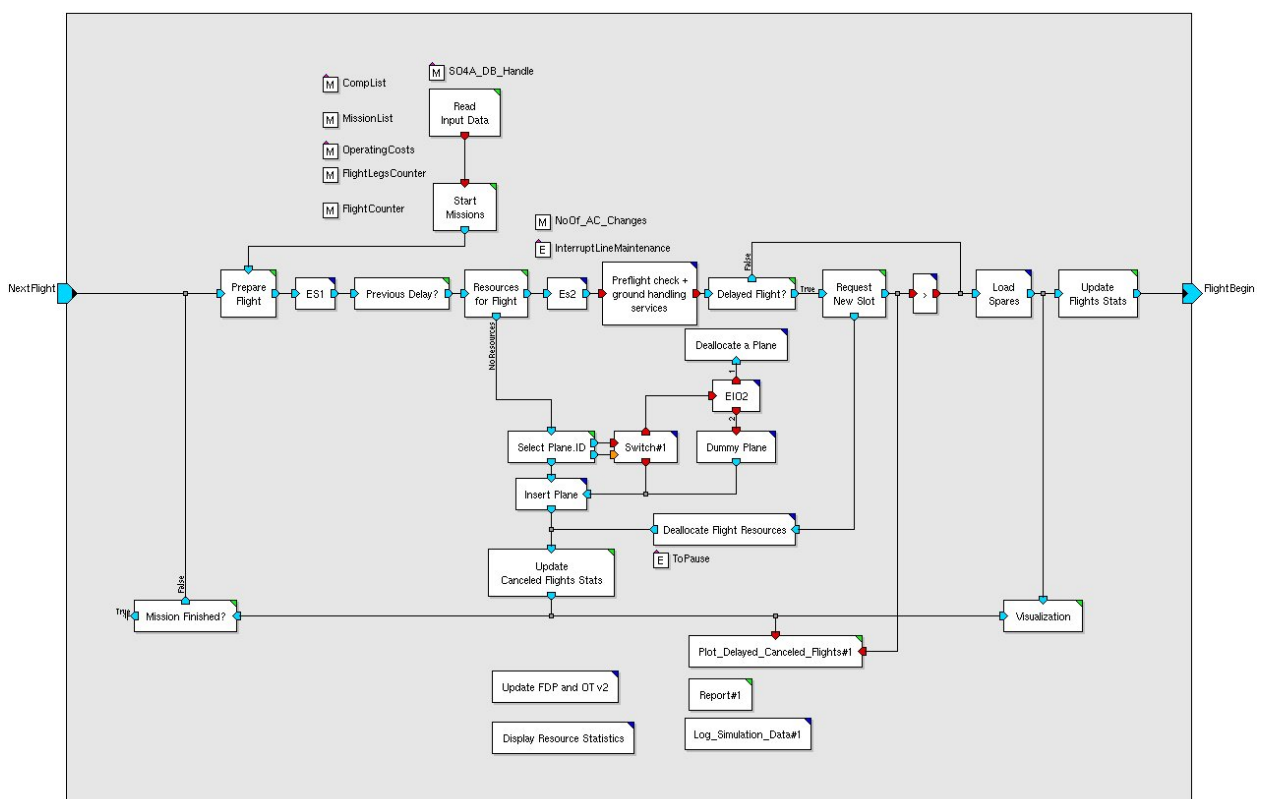 SO4A_DB_Handle
M
CompList
M
Read
Input Data
MissionList
M
OperatingCosts
M
FlightLegsCounter
M
FlightCounter
M
Start
Missions
M
NoOf_AC_Changes
E
InterruptLineMaintenance
NextFlight
Prepare
Flight
ES1
Previous Delay?
Resources
for Flight
Es2
Preflight check +
ground handling
services
False
Delayed Flight?
True
Request
New Slot
>
Load
Spares
Update
Flights Stats
FlightBegin
NoResources
Deallocate a Plane
1
EIO2
2
Select Plane.ID
Switch#1
Dummy Plane
Insert Plane
Deallocate Flight Resources
E
ToPause
Update
Canceled Flights Stats
False
True
Mission Finished?
Visualization
Plot_Delayed_Canceled_Flights#1
Update FDP and OT v2
Report#1
Display Resource Statistics
Log_Simulation_Data#1